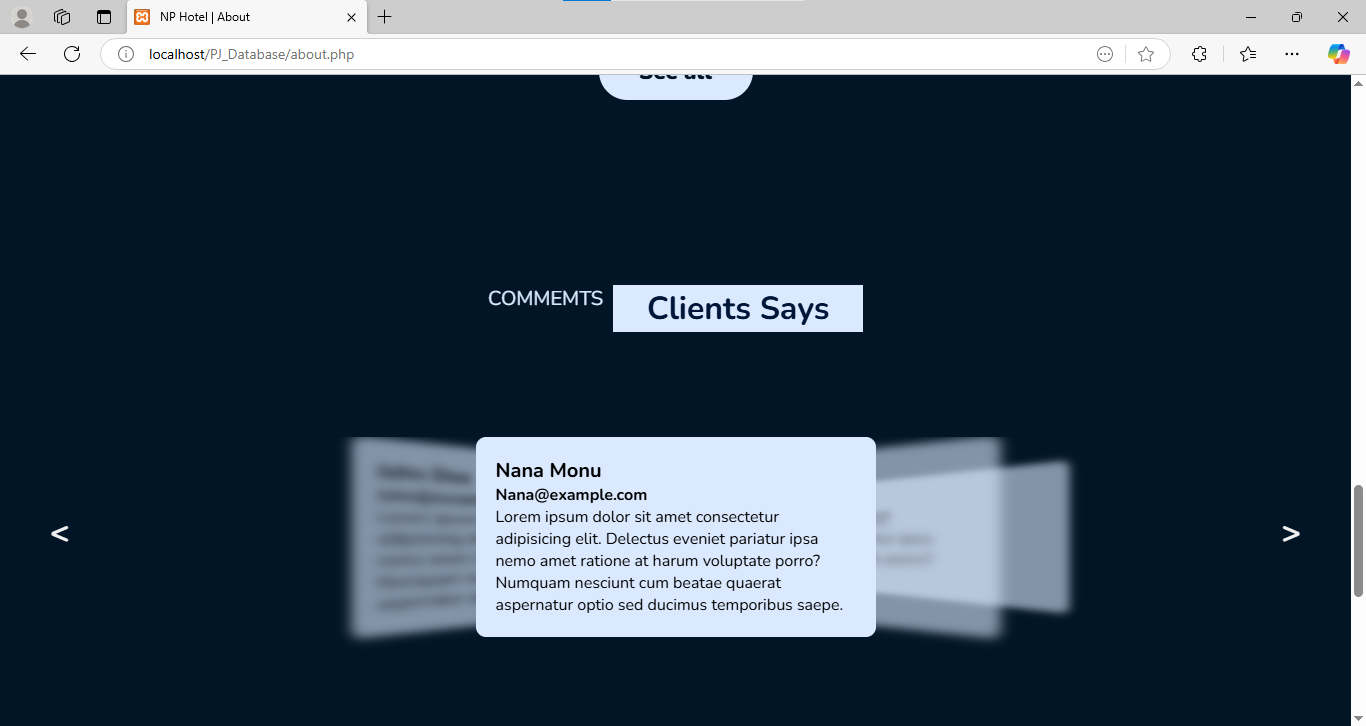 NP Hotel | About
localhost/PJ_Database/about.php
See all
COMMEMTS
Clients Says
Nana Monu
Nana@example.com
Lorem ipsum dolor sit amet consectetur
adipisicing elit. Delectus eveniet pariatur ipsa
nemo amet ratione at harum voluptate porro?
Numquam nesciunt cum beatae quaerat
aspernatur optio sed ducimus temporibus saepe.
<
>